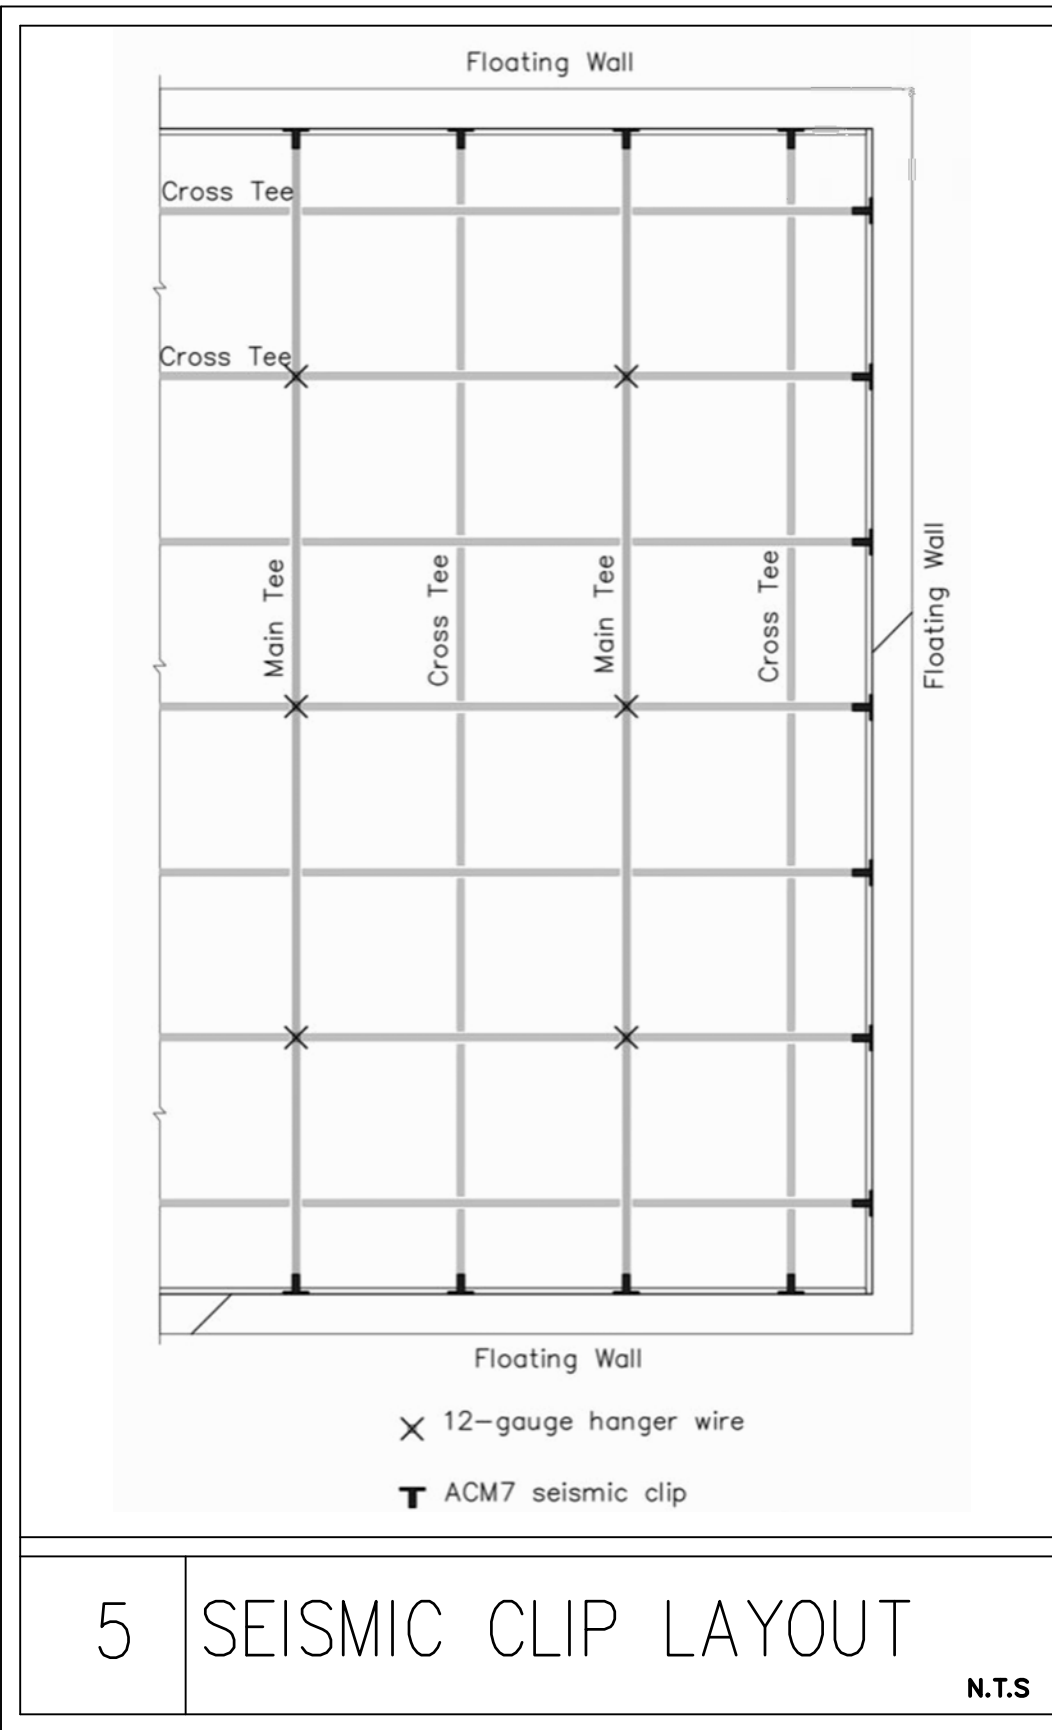 Floating Wall
Cross Tee
Cross Tee
Main Tee
Cross Tee
Main Tee
Cross Tee
Floating Wall
Floating Wall
12-gauge hanger wire
ACM7 seismic clip
5
SEISMIC CLIP LAYOUT
N.T.S